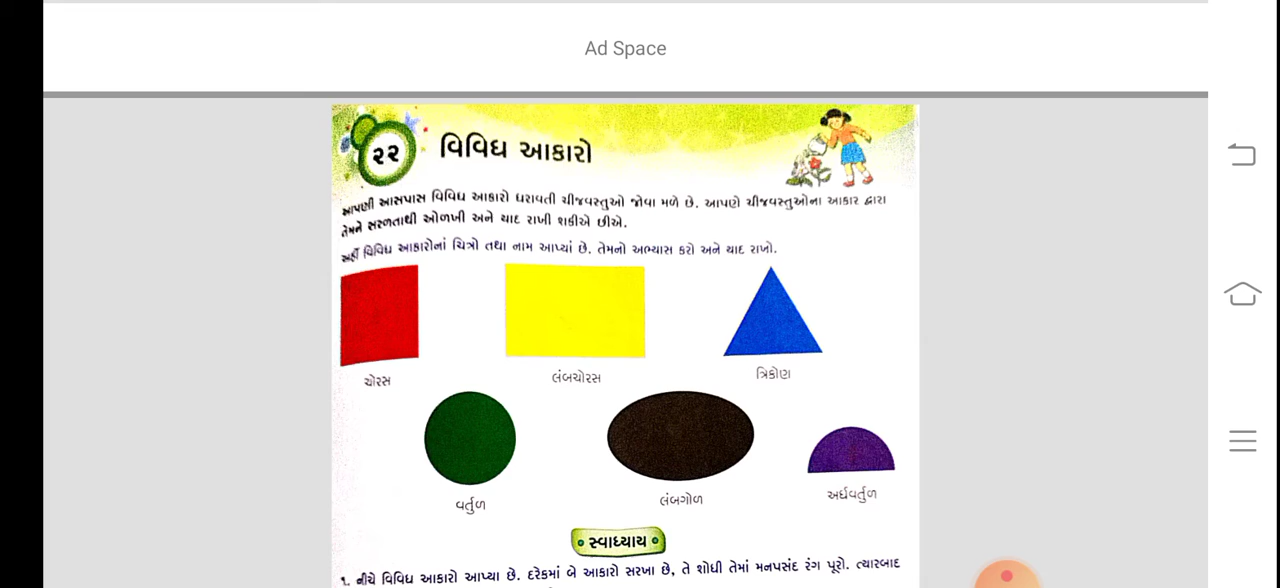 Ad Space
૨૨
વિવિધ આકારો
આપણી આસપાસ વિવિધ આકારો ધરાવતી ચીજવસ્તુઓ જોવા મળે છે. આપણે ચીજવસ્તુઓના આકાર દ્વારા
તેમને સરળતાથી ઓળખી અને યાદ રાખી શકીએ છીએ.
અહીં વિવિધ આકારોનાં ચિત્રો તથા નામ આપ્યાં છે. તેમનો અભ્યાસ કરો અને યાદ રાખો.
ચોરસ લંબચોરસ ત્રિકોણ
વર્તુળ લંબગોળ અર્ધવર્તુળ
સ્વાધ્યાય
૧. નીચે વિવિધ આકારો આપ્યા છે. દરેકમાં બે આકારો સરખા છે, તે શોધી તેમાં મનપસંદ રંગ પૂરો. ત્યારબાદ